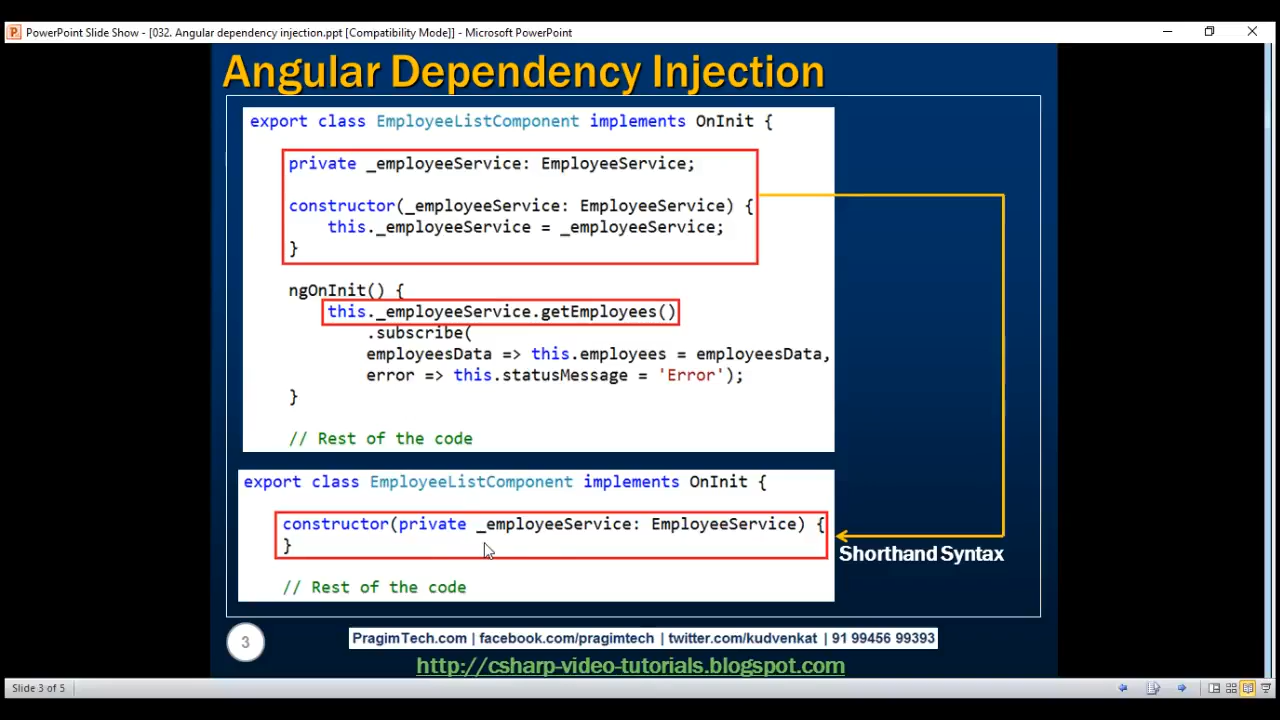 PowerPoint Slide Show - [032. Angular dependency injection.ppt [Compatibility Mode]] - Microsoft PowerPoint
Angular Dependency Injection
export class EmployeeListComponent implements OnInit {
private _employeeService: EmployeeService;
constructor(_employeeService: EmployeeService) {
this._employeeService = _employeeService;
}
ngOnInit() {
this._employeeService.getEmployees()
.subscribe(
employeesData => this.employees = employeesData,
error => this.statusMessage = 'Error');
}
// Rest of the code
export class EmployeeListComponent implements OnInit {
constructor(private _employeeService: EmployeeService) {
}
// Rest of the code
Shorthand Syntax
3
PragimTech.com | facebook.com/pragimtech | twitter.com/kudvenkat | 91 99456 99393
http://csharp-video-tutorials.blogspot.com
Slide 3 of 5